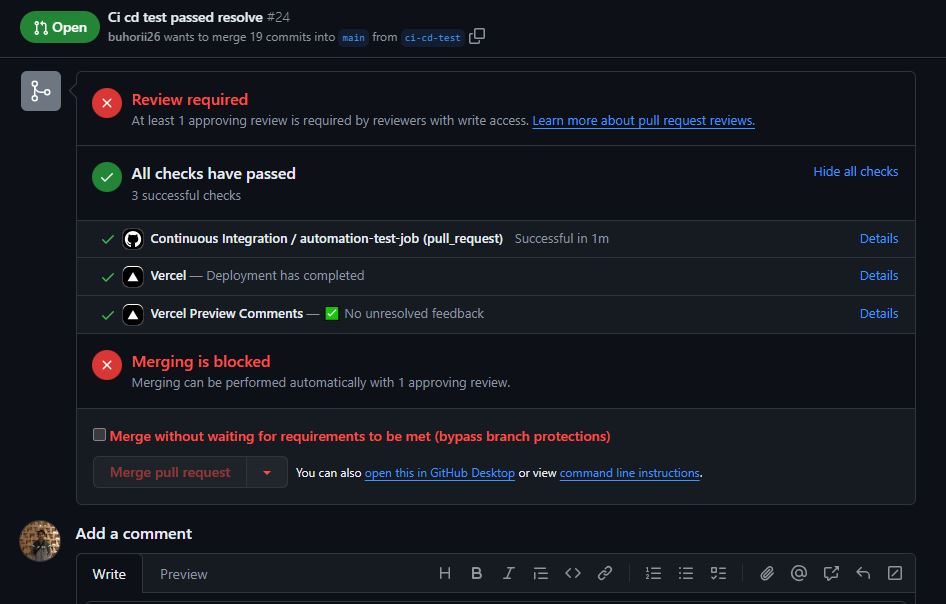 Open
Ci cd test passed resolve #24
buhorii26 wants to merge 19 commits into main from ci-cd-test
Review required
At least 1 approving review is required by reviewers with write access. Learn more about pull request reviews.
All checks have passed
Hide all checks
3 successful checks
Continuous Integration / automation-test-job (pull_request) Successful in 1m
Details
Vercel — Deployment has completed
Details
Vercel Preview Comments — ✅ No unresolved feedback
Details
Merging is blocked
Merging can be performed automatically with 1 approving review.
Merge without waiting for requirements to be met (bypass branch protections)
Merge pull request
You can also open this in GitHub Desktop or view command line instructions.
Add a comment
Write Preview